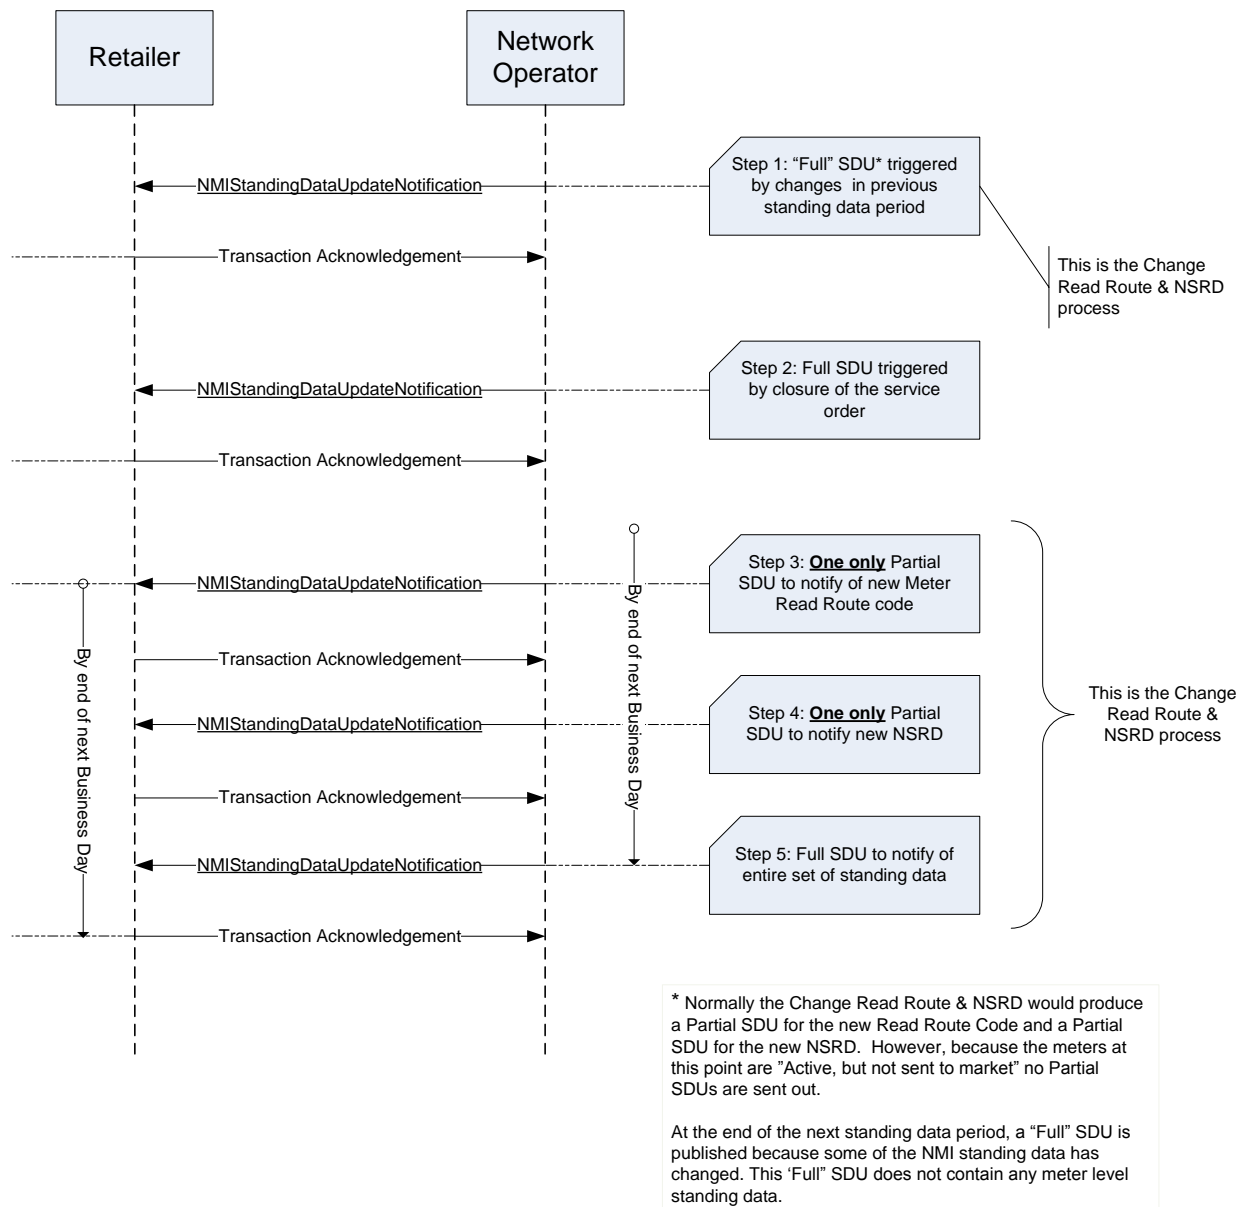 Retailer
Network
Operator
Step 1: “Full” SDU* triggered
by changes  in previous
standing data period
NMIStandingDataUpdateNotification
Transaction Acknowledgement
This is the Change
Read Route & NSRD
process
Step 2: Full SDU triggered
by closure of the service
order
NMIStandingDataUpdateNotification
Transaction Acknowledgement
Step 3: One only Partial
SDU to notify of new Meter
Read Route code
NMIStandingDataUpdateNotification
By end of next Business Day
By end of next Business Day
Transaction Acknowledgement
Step 4: One only Partial
SDU to notify new NSRD
NMIStandingDataUpdateNotification
This is the Change
Read Route &
NSRD process
Transaction Acknowledgement
Step 5: Full SDU to notify of
entire set of standing data
NMIStandingDataUpdateNotification
Transaction Acknowledgement
* Normally the Change Read Route & NSRD would produce
a Partial SDU for the new Read Route Code and a Partial
SDU for the new NSRD.  However, because the meters at
this point are ”Active, but not sent to market” no Partial
SDUs are sent out.
At the end of the next standing data period, a “Full” SDU is
published because some of the NMI standing data has
changed. This ‘Full” SDU does not contain any meter level
standing data.